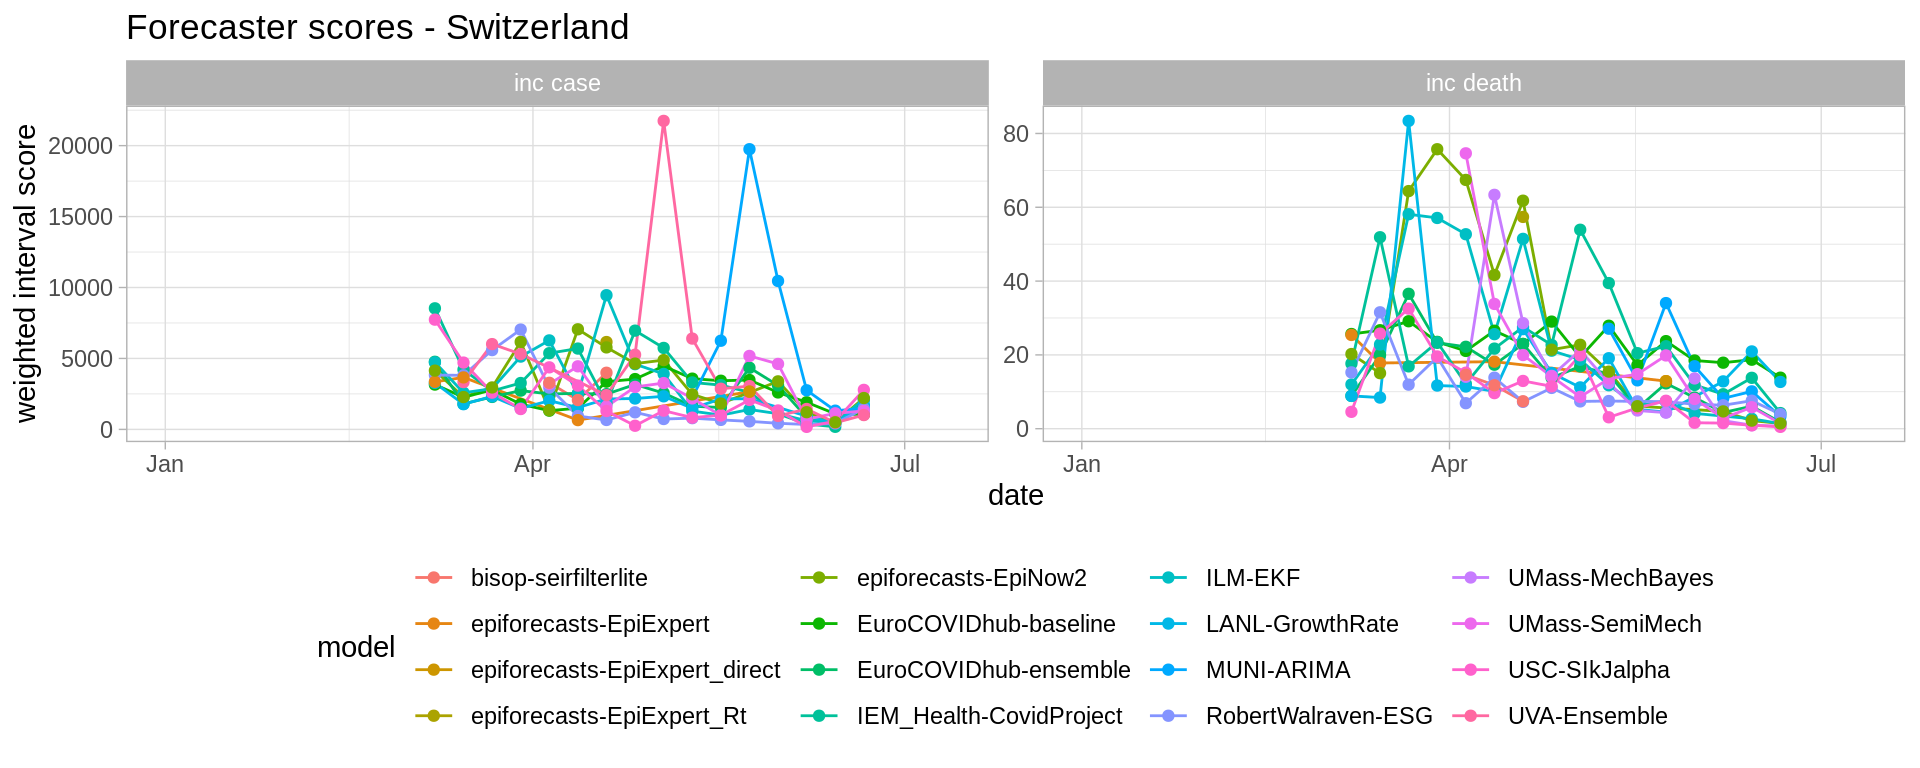 Forecaster scores - Switzerland
inc case
inc death
weighted interval score
20000
15000
10000
5000
0
80
60
40
20
0
Jan
Apr
Jul
Jan
Apr
Jul
date
model
bisop-seirfilterlite
epiforecasts-EpiExpert
epiforecasts-EpiExpert_direct
epiforecasts-EpiExpert_Rt
epiforecasts-EpiNow2
EuroCOVIDhub-baseline
EuroCOVIDhub-ensemble
IEM_Health-CovidProject
ILM-EKF
LANL-GrowthRate
MUNI-ARIMA
RobertWalraven-ESG
UMass-MechBayes
UMass-SemiMech
USC-SIkJalpha
UVA-Ensemble